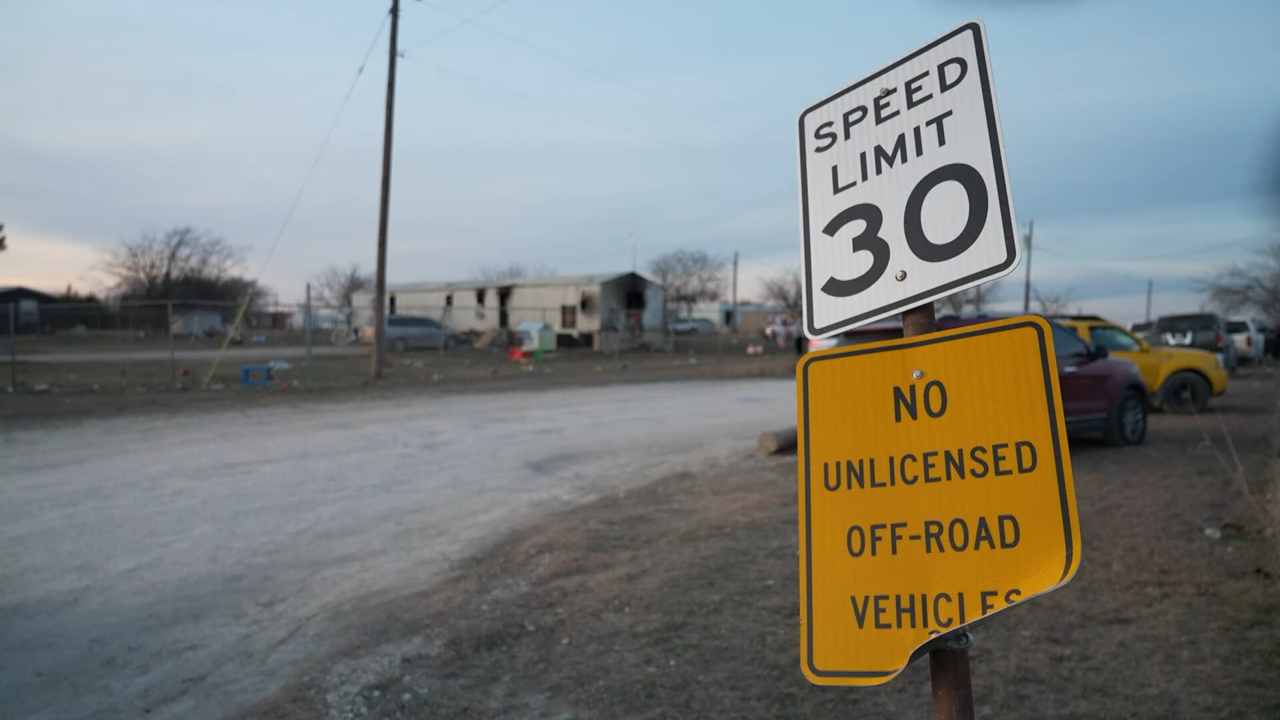 SPEED
LIMIT
30
NO
UNLICENSED
OFF-ROAD
VEHICLES